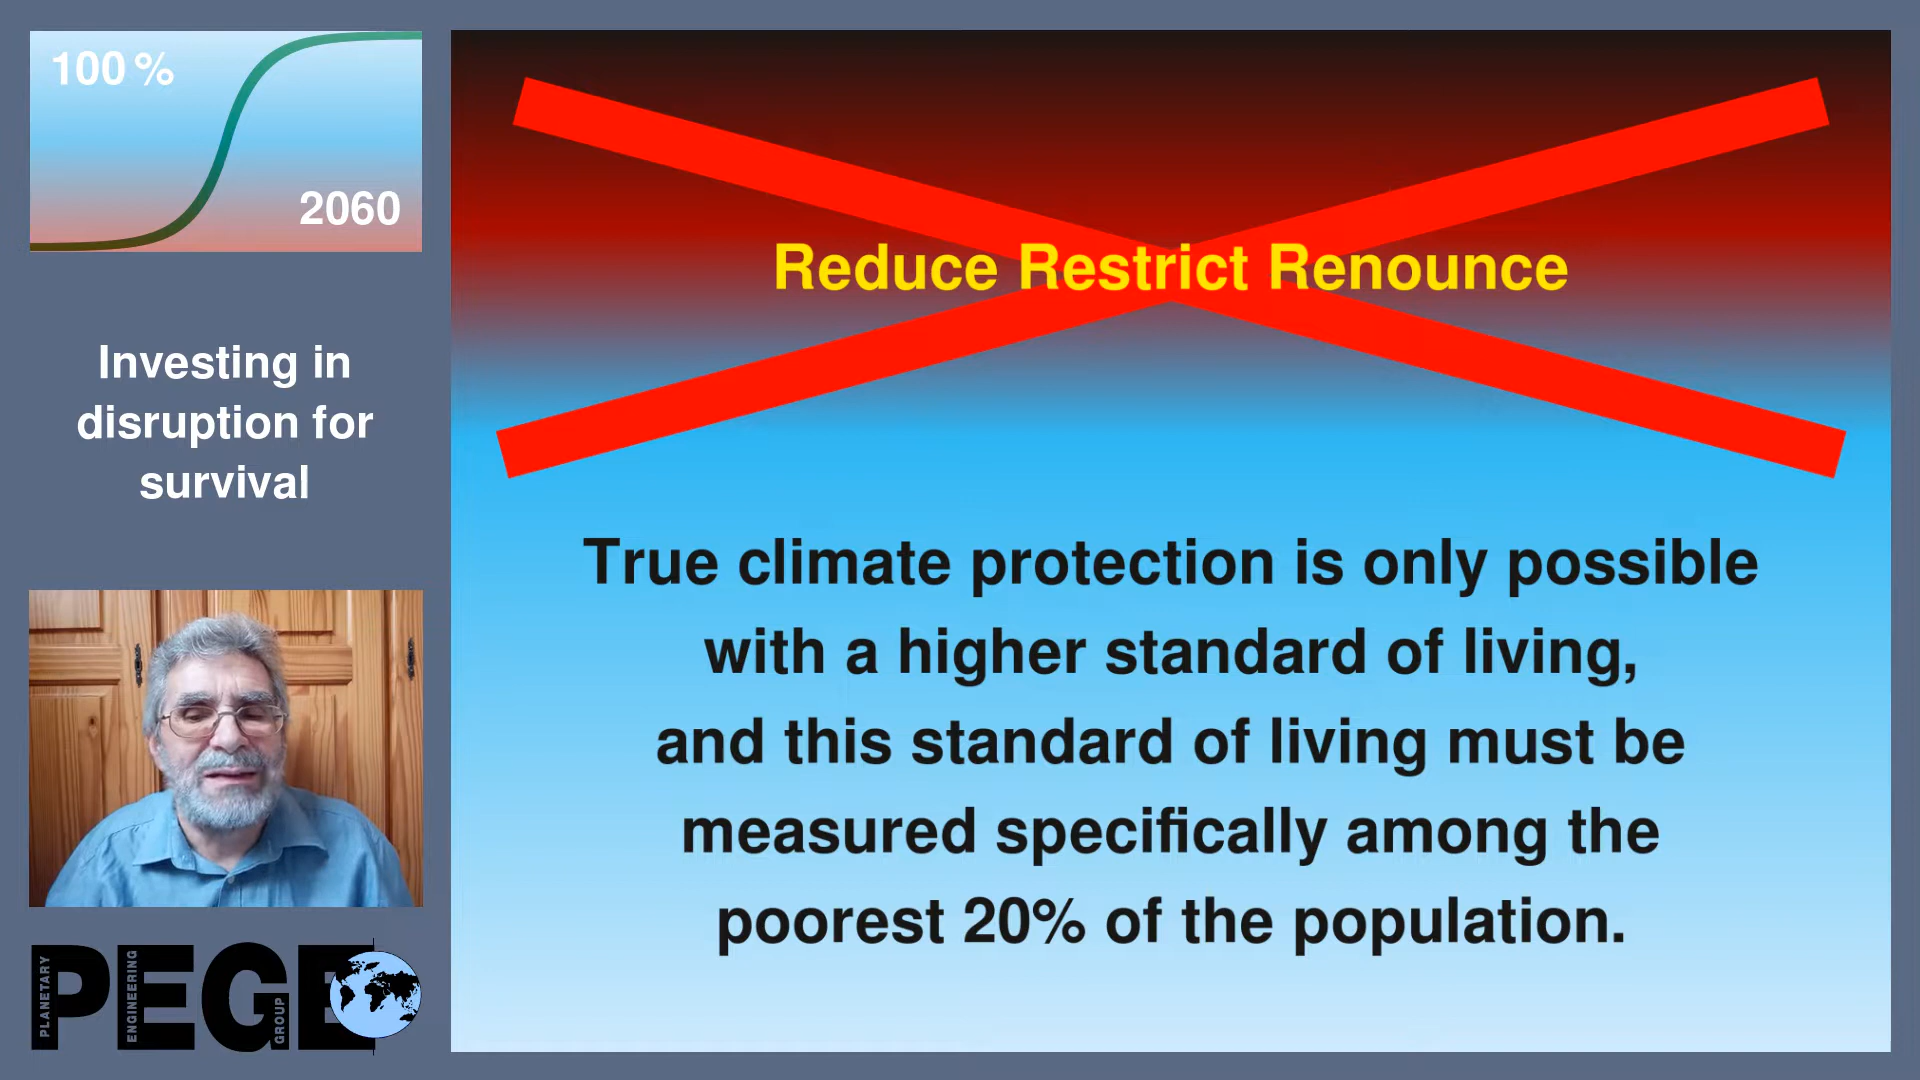 100 %
2060
Investing in
disruption for
survival
PEGE
PLANETARY
ENGINEERING
GROUP
Reduce Restrict Renounce
True climate protection is only possible
with a higher standard of living,
and this standard of living must be
measured specifically among the
poorest 20% of the population.